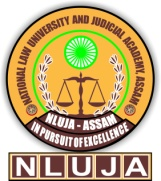 NATIONAL LAW UNIVERSITY AND JUDICIAL ACADEMY, ASSAM
NLUJA - ASSAM
IN PURSUIT OF EXCELLENCE
NLUJA